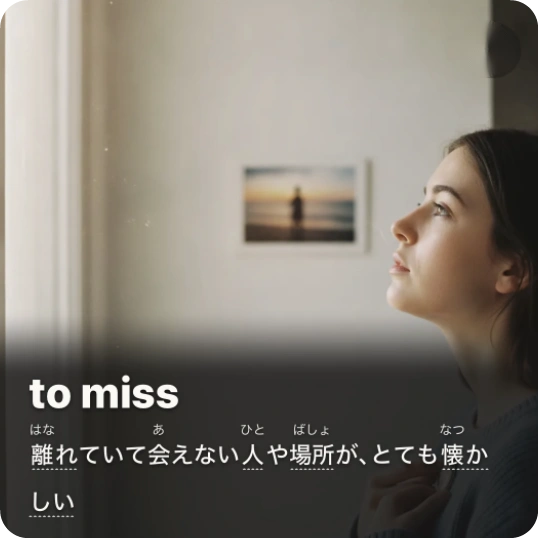 to miss
はな あ ひと ばしょ なつ
離れていて会えない人や場所が、とても懐か
しい